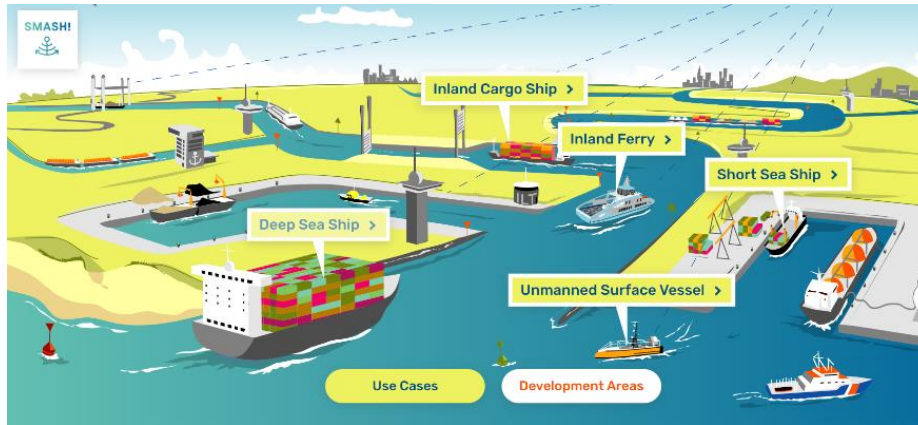 SMASH!
Inland Cargo Ship >
Inland Ferry >
Short Sea Ship >
Deep Sea Ship >
Unmanned Surface Vessel >
Use Cases
Development Areas